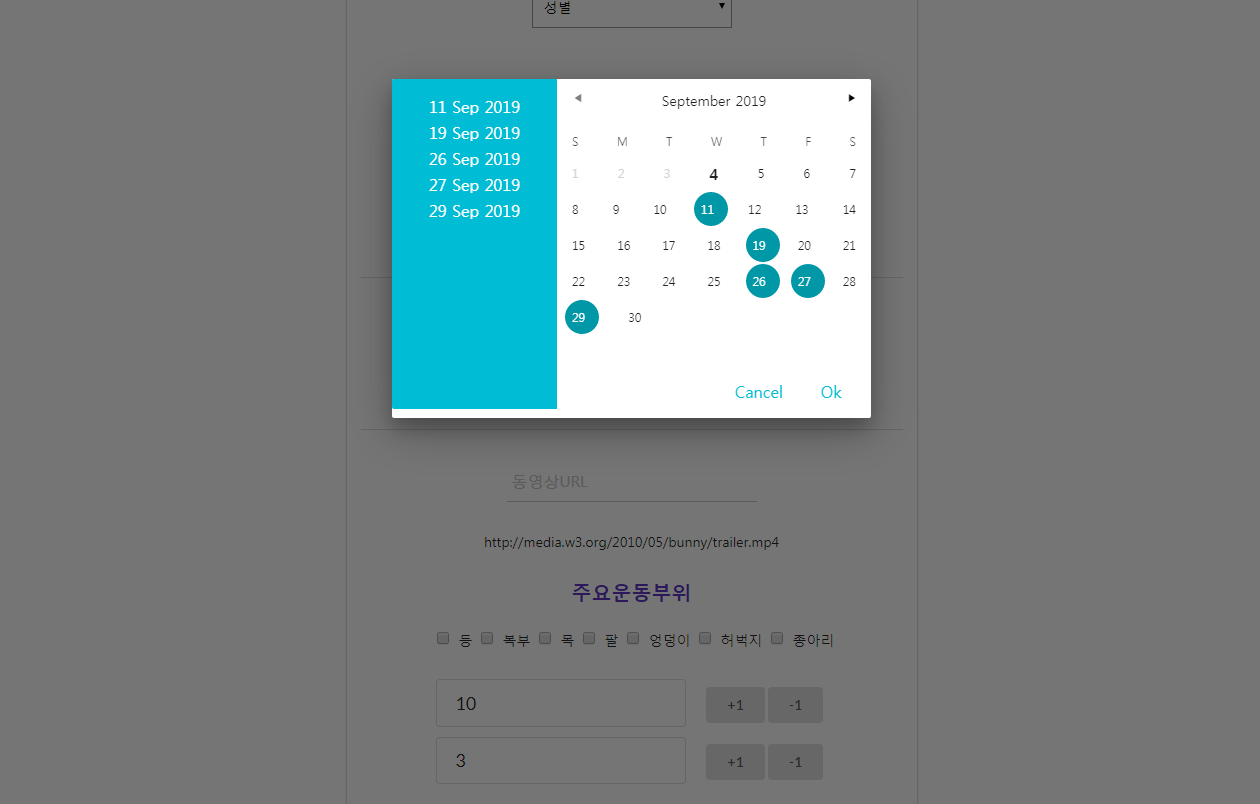 성별
11 Sep 2019
19 Sep 2019
26 Sep 2019
27 Sep 2019
29 Sep 2019
September 2019
S M T W T F S
1 2 3 4 5 6 7
8 9 10 11 12 13 14
15 16 17 18 19 20 21
22 23 24 25 26 27 28
29 30
Cancel Ok
동영상URL
http://media.w3.org/2010/05/bunny/trailer.mp4
주요운동부위
등 복부 목 팔 엉덩이 허벅지 종아리
10 +1 -1
3 +1 -1